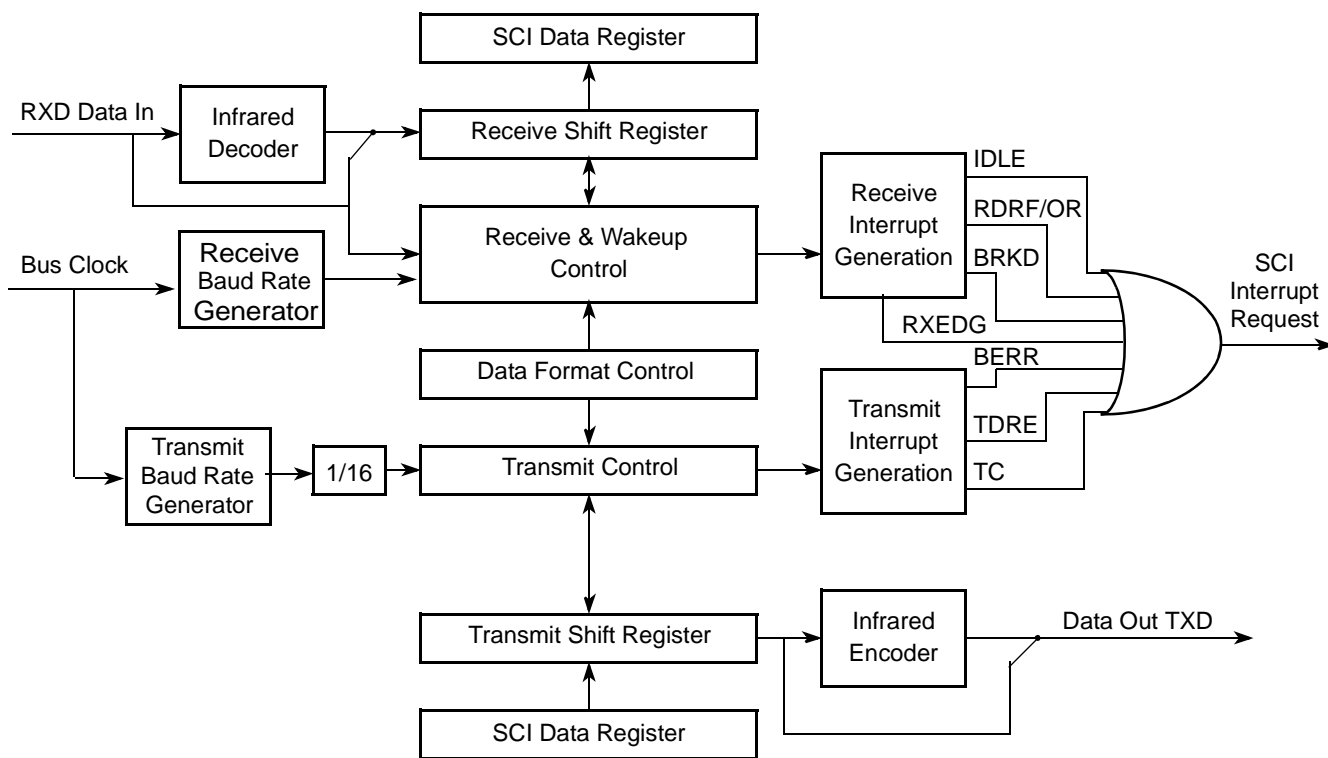 SCI Data Register
RXD Data In
Infrared
Decoder
Receive Shift Register
IDLE
Receive
Interrupt
Generation
RDRF/OR
BRKD
Receive & Wakeup
Control
Bus Clock
Receive
Baud Rate
Generator
SCI
Interrupt
Request
RXEDG
BERR
Data Format Control
Transmit
Interrupt
Generation
TDRE
TC
Transmit
Baud Rate
Generator
1/16
Transmit Control
Transmit Shift Register
Infrared
Encoder
Data Out TXD
SCI Data Register